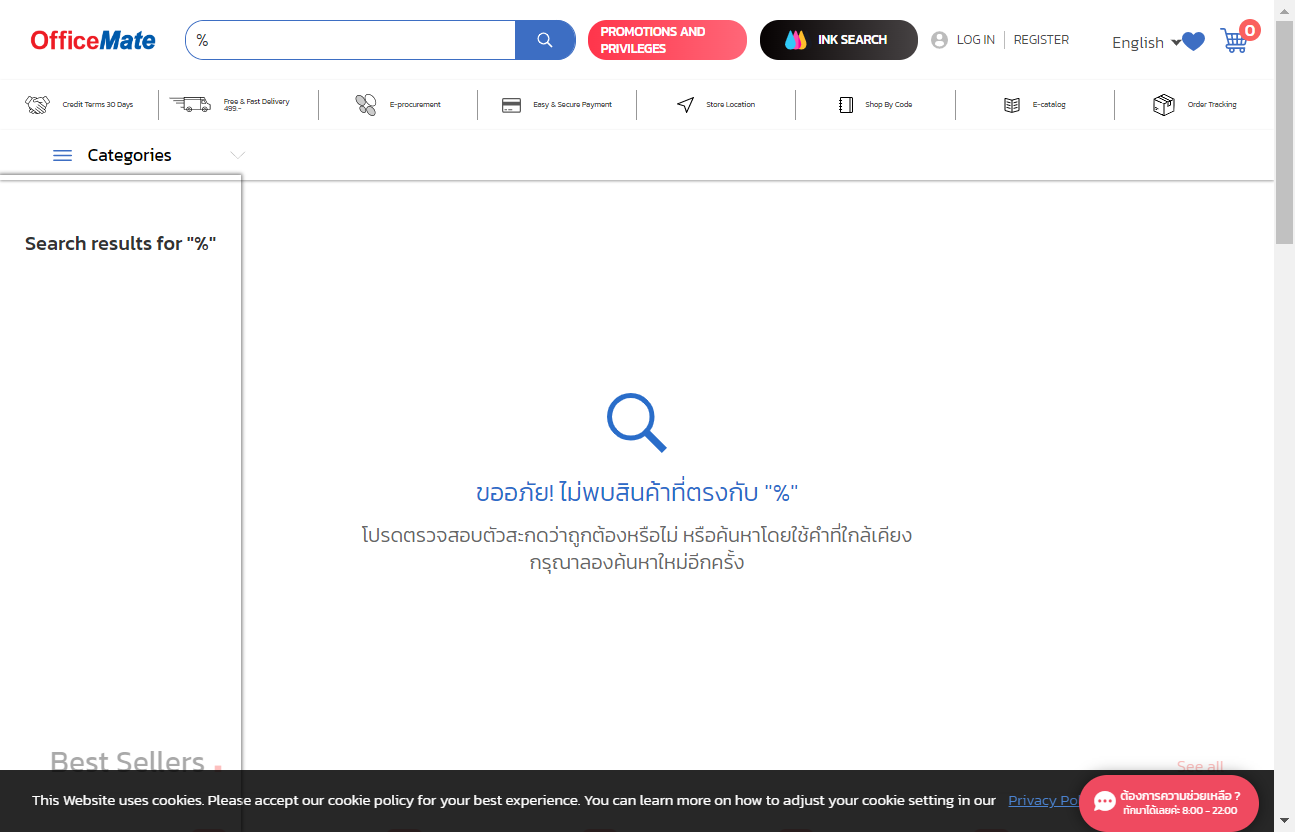 OfficeMate
%
PROMOTIONS AND
PRIVILEGES
INK SEARCH
LOG IN
REGISTER
English
0
Credit Terms 30 Days
Free & Fast Delivery
499.-
E-procurement
Easy & Secure Payment
Store Location
Shop By Code
E-catalog
Order Tracking
Categories
Search results for "%"
ขออภัย! ไม่พบสินค้าที่ตรงกับ "%"
โปรดตรวจสอบตัวสะกดว่าถูกต้องหรือไม่ หรือค้นหาโดยใช้คำที่ใกล้เคียง
กรุณาลองค้นหาใหม่อีกครั้ง
Best Sellers .
See all
This Website uses cookies. Please accept our cookie policy for your best experience. You can learn more on how to adjust your cookie setting in our Privacy
ต้องการความช่วยเหลือ ?
ทักมาได้เลยค่ะ 8:00 - 22:00